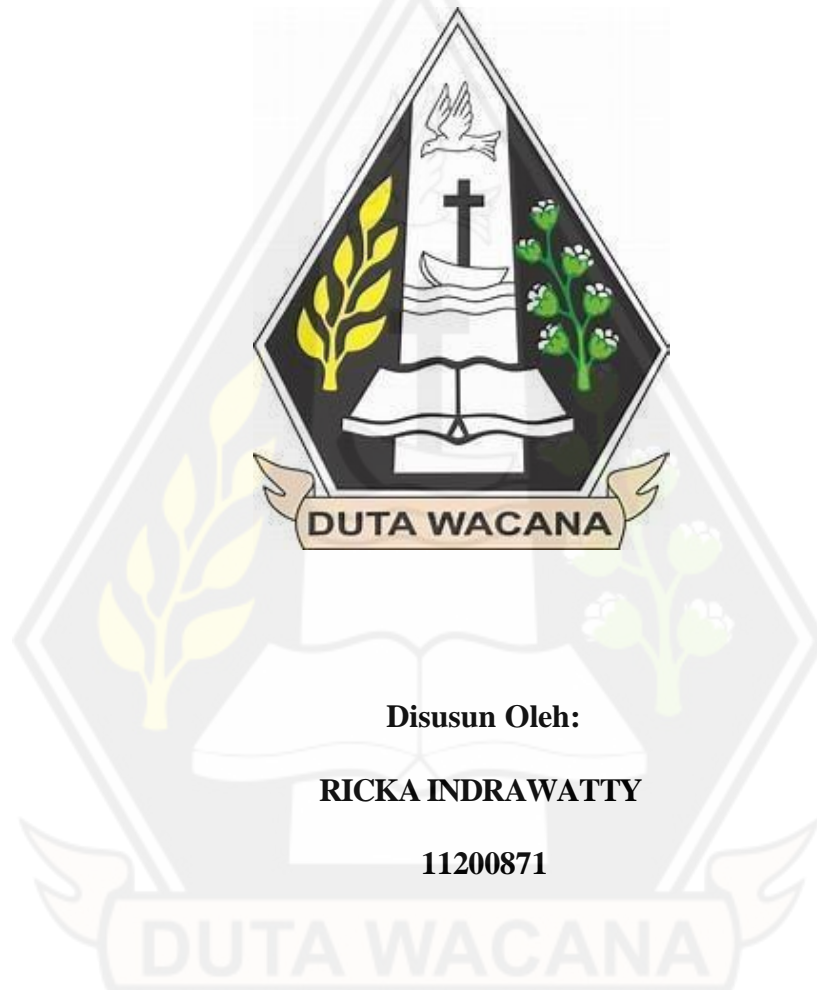 DUTA WACANA
Disusun Oleh:
RICKA INDRAWATTY
11200871
DUTA WACANA